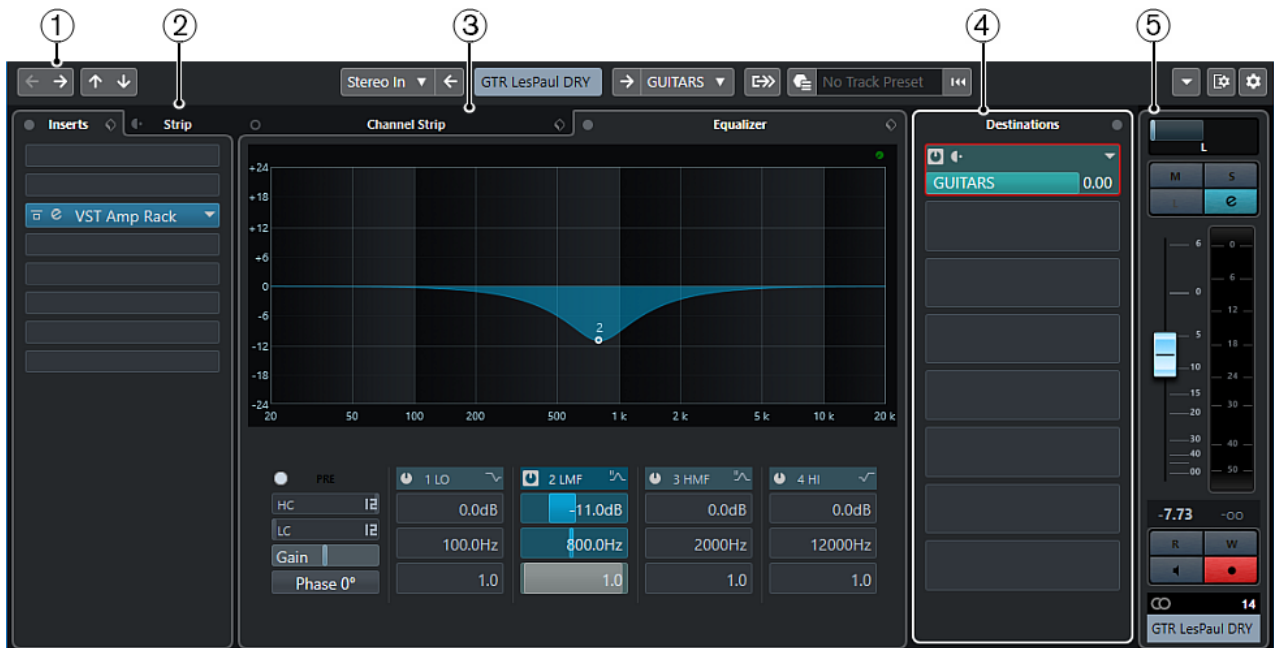 1 2 3 4 5
Stereo In GTR LesPaul DRY GUITARS No Track Preset
Inserts Strip Channel Strip Equalizer Destinations
VST Amp Rack
+24
+18
+12
+6
0
-6
-12
-18
-24
2
20 50 100 200 500 1 k 2 k 5 k 10 k 20 k
PRE 1 LO 2 LMF 3 HMF 4 HI
HC 12 0.0dB -11.0dB 0.0dB 0.0dB
LC 12 100.0Hz 800.0Hz 2000Hz 12000Hz
Gain
Phase 0° 1.0 1.0 1.0 1.0
GUITARS 0.00
L
M S
L e
6 0
0 6
5 12
10 18
15 24
20 30
30 40
40 50
00
-7.73 -oo
R W
14
GTR LesPaul DRY